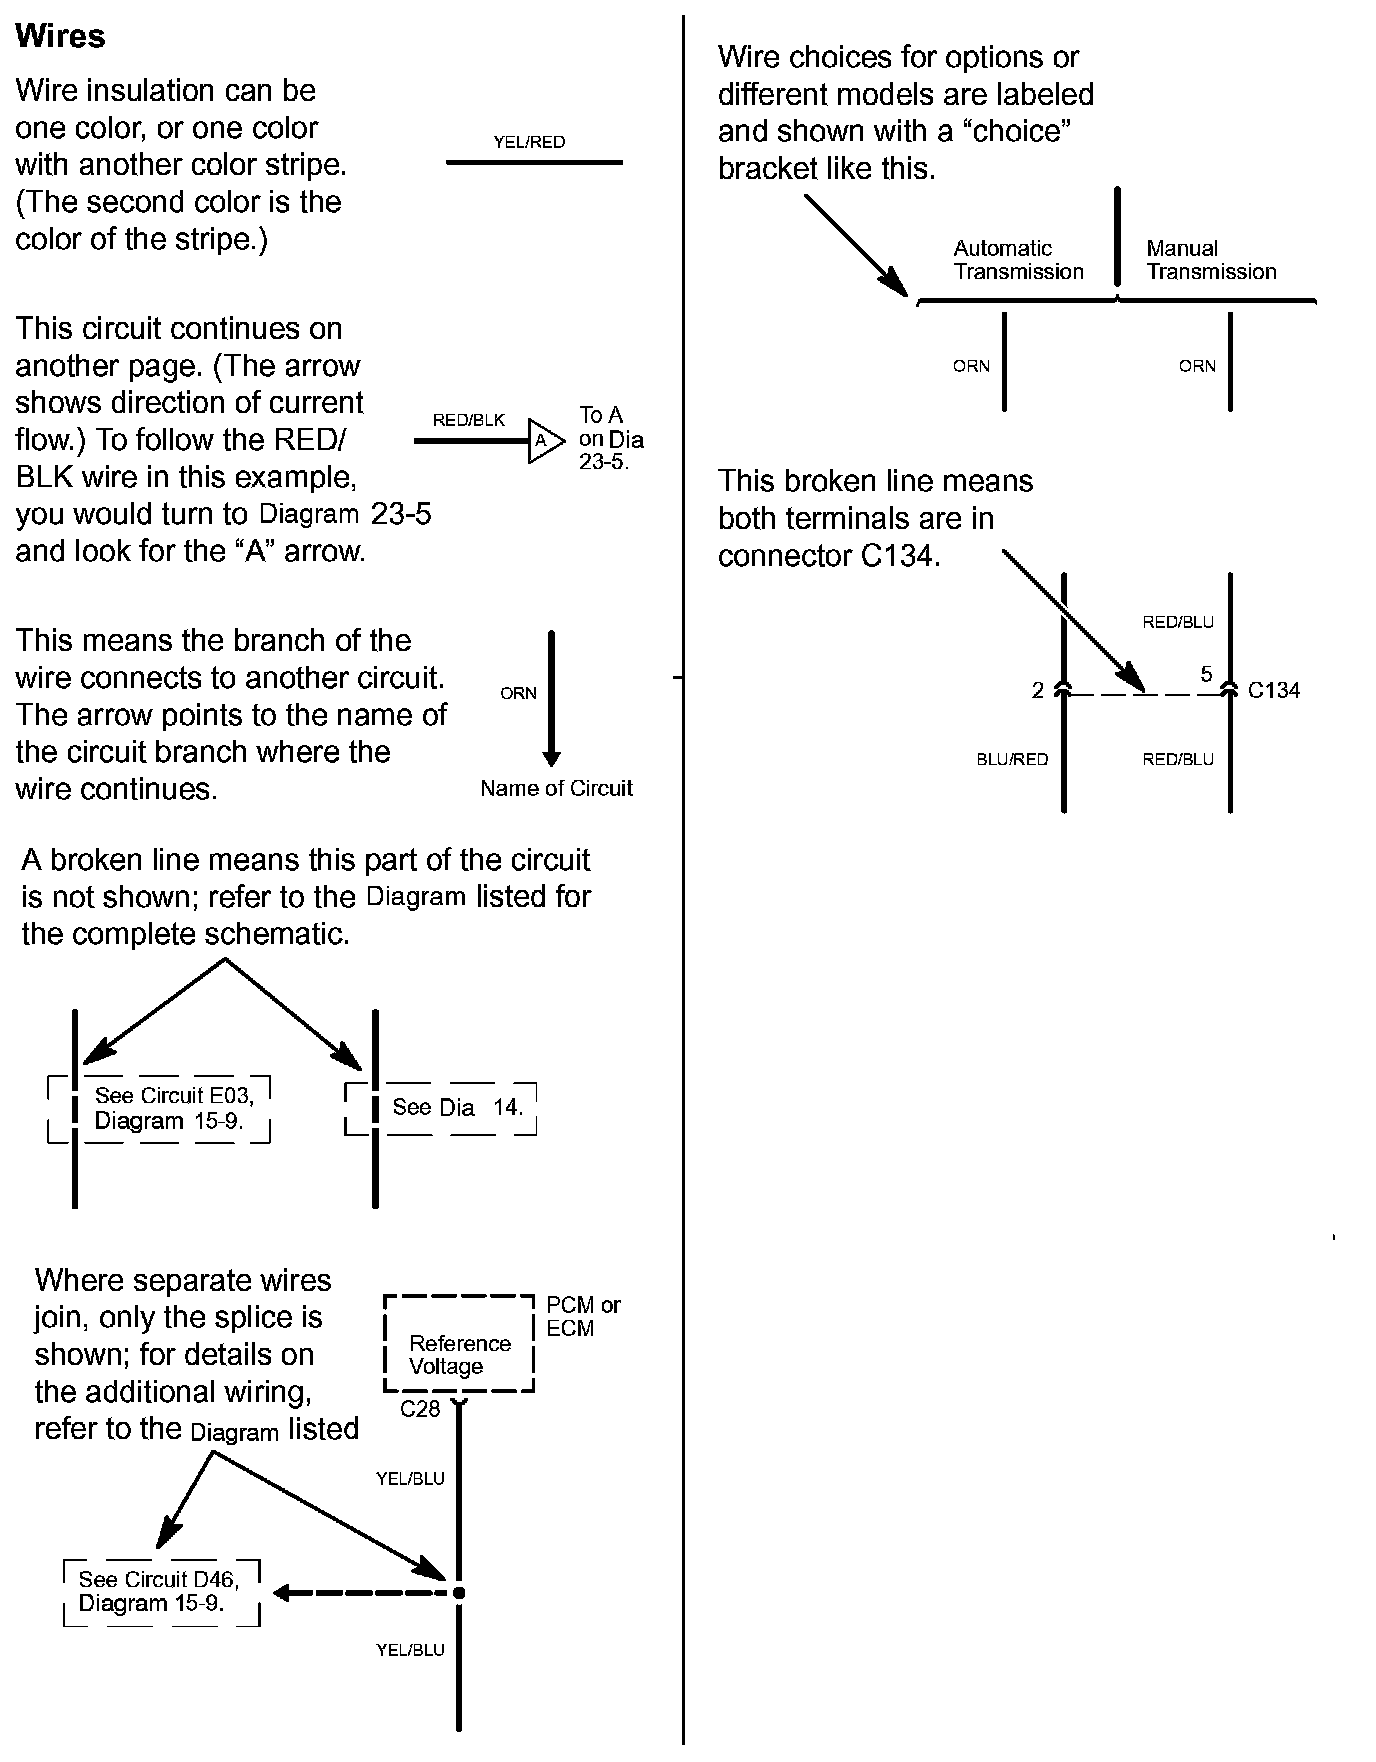 Wires
Wire insulation can be
one color, or one color
with another color stripe.
(The second color is the
color of the stripe.)
YEL/RED
This circuit continues on
another page. (The arrow
shows direction of current
flow.) To follow the RED/
BLK wire in this example,
you would turn to Diagram 23-5
and look for the “A” arrow.
RED/BLK
A
To A
on Dia
23-5.
This means the branch of the
wire connects to another circuit.
The arrow points to the name of
the circuit branch where the
wire continues.
ORN
Name of Circuit
A broken line means this part of the circuit
is not shown; refer to the Diagram listed for
the complete schematic.
See Circuit E03,
Diagram 15-9.
See Dia 14.
Where separate wires
join, only the splice is
shown; for details on
the additional wiring,
refer to the Diagram listed
PCM or
ECM
Reference
Voltage
C28
YEL/BLU
See Circuit D46,
Diagram 15-9.
YEL/BLU
Wire choices for options or
different models are labeled
and shown with a “choice”
bracket like this.
Automatic
Transmission
Manual
Transmission
ORN
ORN
This broken line means
both terminals are in
connector C134.
RED/BLU
2
5
C134
BLU/RED
RED/BLU